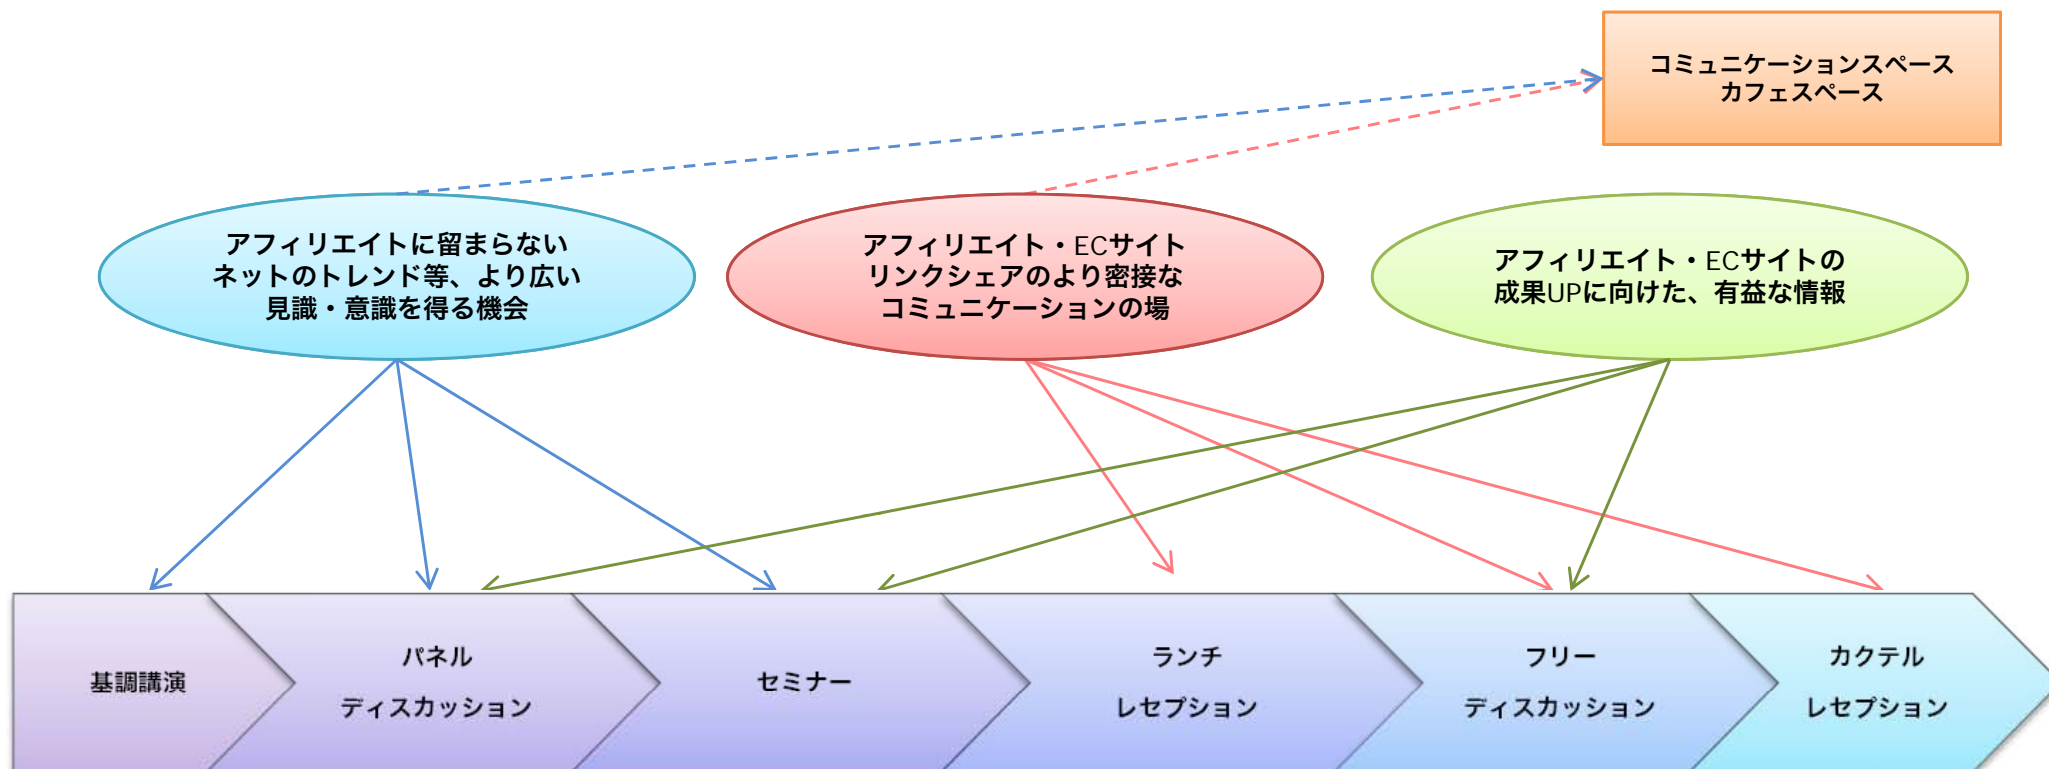 コミュニケーションスペース
カフェスペース
アフィリエイトに留まらない
ネットのトレンド等、より広い
見識・意識を得る機会
アフィリエイト・ECサイト
リンクシェアのより密接な
コミュニケーションの場
アフィリエイト・ECサイトの
成果UPに向けた、有益な情報
基調講演
パネル
ディスカッション
セミナー
ランチ
レセプション
フリー
ディスカッション
カクテル
レセプション